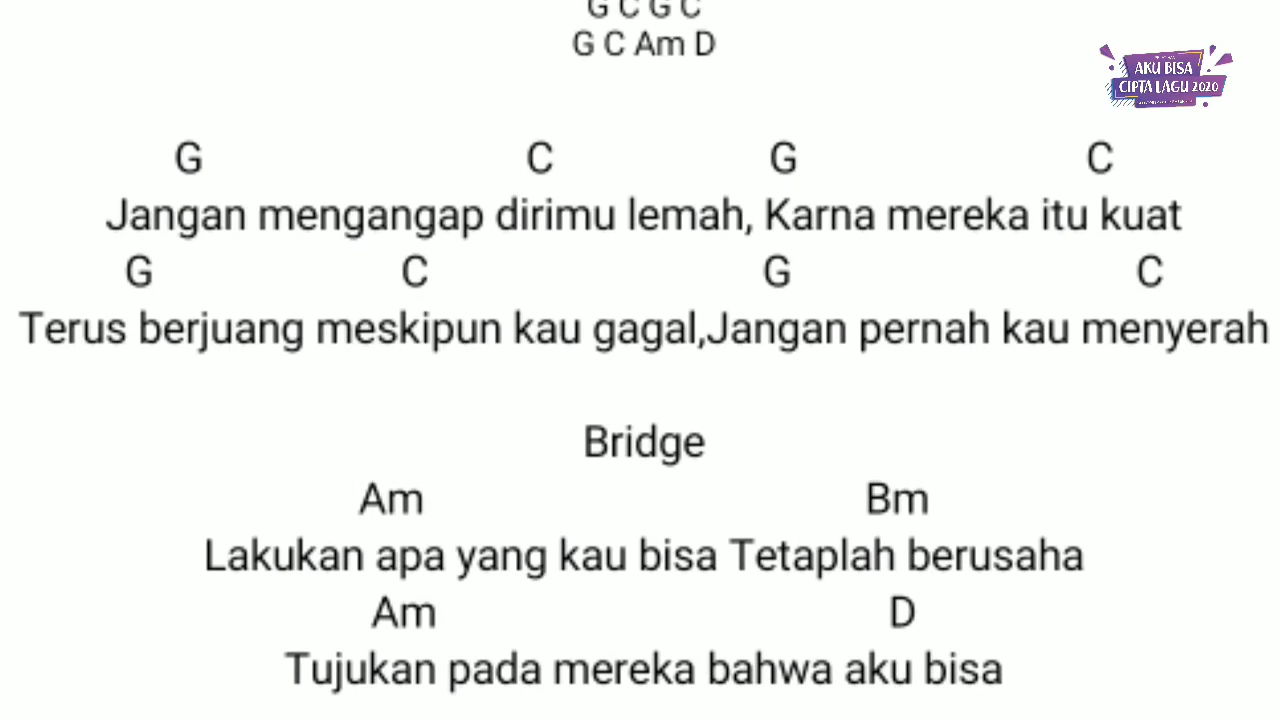 G C G C
G C Am D
AKU BISA
CIPTA LAGU 2020
G C G C
Jangan mengangap dirimu lemah, Karna mereka itu kuat
G C G C
Terus berjuang meskipun kau gagal,Jangan pernah kau menyerah
Bridge
Am Bm
Lakukan apa yang kau bisa Tetaplah berusaha
Am D
Tujukan pada mereka bahwa aku bisa